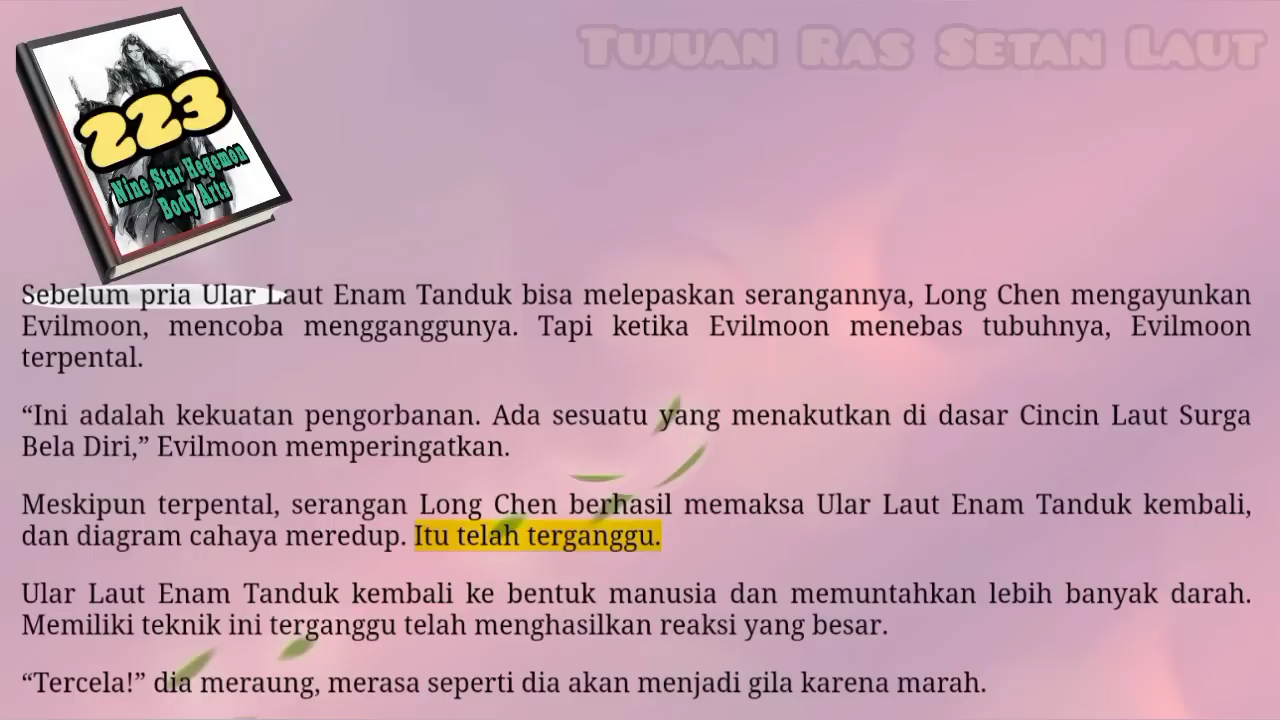 Tujuan Ras Setan Laut
223
Nine Star Hegemon
Body Arts
Sebelum pria Ular Laut Enam Tanduk bisa melepaskan serangannya, Long Chen mengayunkan
Evilmoon, mencoba mengganggunya. Tapi ketika Evilmoon menebas tubuhnya, Evilmoon
terpental.
“Ini adalah kekuatan pengorbanan. Ada sesuatu yang menakutkan di dasar Cincin Laut Surga
Bela Diri,” Evilmoon memperingatkan.
Meskipun terpental, serangan Long Chen berhasil memaksa Ular Laut Enam Tanduk kembali,
dan diagram cahaya meredup. Itu telah terganggu.
Ular Laut Enam Tanduk kembali ke bentuk manusia dan memuntahkan lebih banyak darah.
Memiliki teknik ini terganggu telah menghasilkan reaksi yang besar.
“Tercela!” dia meraung, merasa seperti dia akan menjadi gila karena marah.